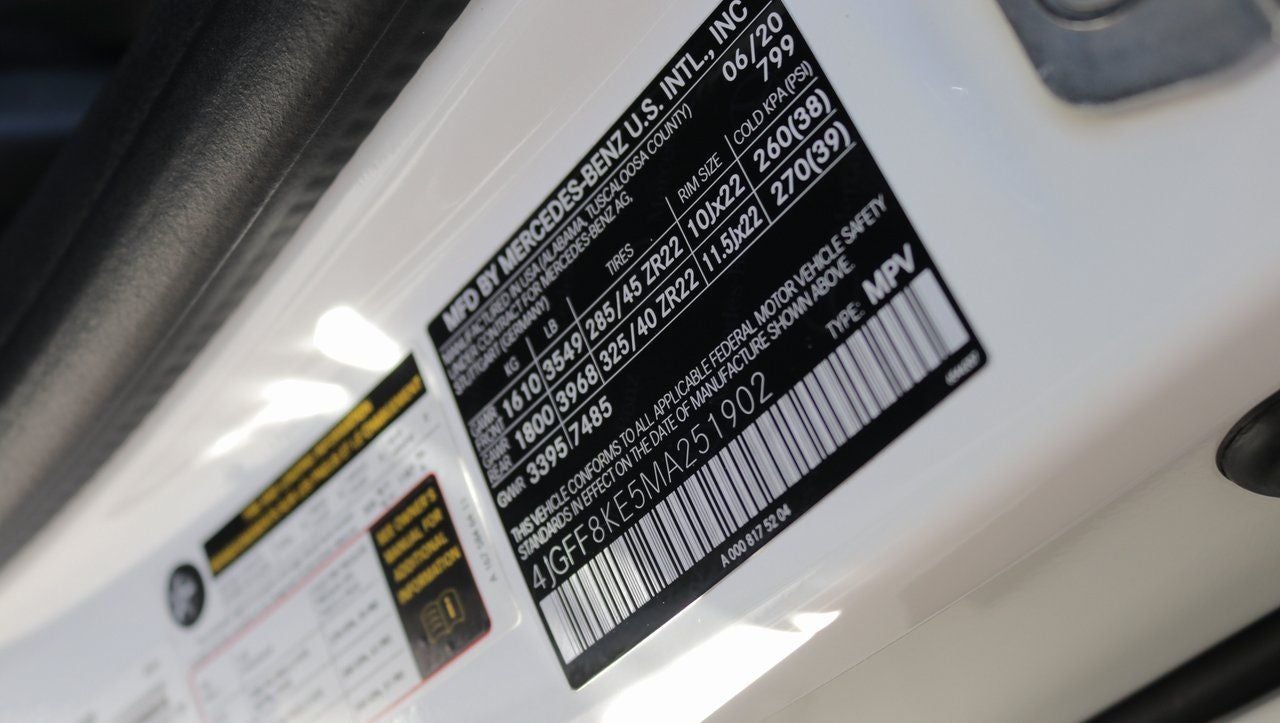 MFD BY MERCEDES-BENZ U.S. INTL., INC
MANUFACTURED IN USA (ALABAMA, TUSCALOOSA COUNTY) 06/20
UNDER CONTRACT FOR MERCEDES-BENZ AG, 799
STUTTGART (GERMANY)
KG LB TIRES RIM SIZE COLD KPA (PSI)
GAWR FRONT 1610 3549 285/45 ZR22 10Jx22 260(38)
GAWR REAR 1800 3968 325/40 ZR22 11.5Jx22 270(39)
GVWR 3395 7485
THIS VEHICLE CONFORMS TO ALL APPLICABLE FEDERAL MOTOR VEHICLE SAFETY
STANDARDS IN EFFECT ON THE DATE OF MANUFACTURE SHOWN ABOVE.
4JGFF8KE5MA251902 TYPE: MPV
A 000 817 52 04
SEE OWNER'S
MANUAL FOR
ADDITIONAL
INFORMATION